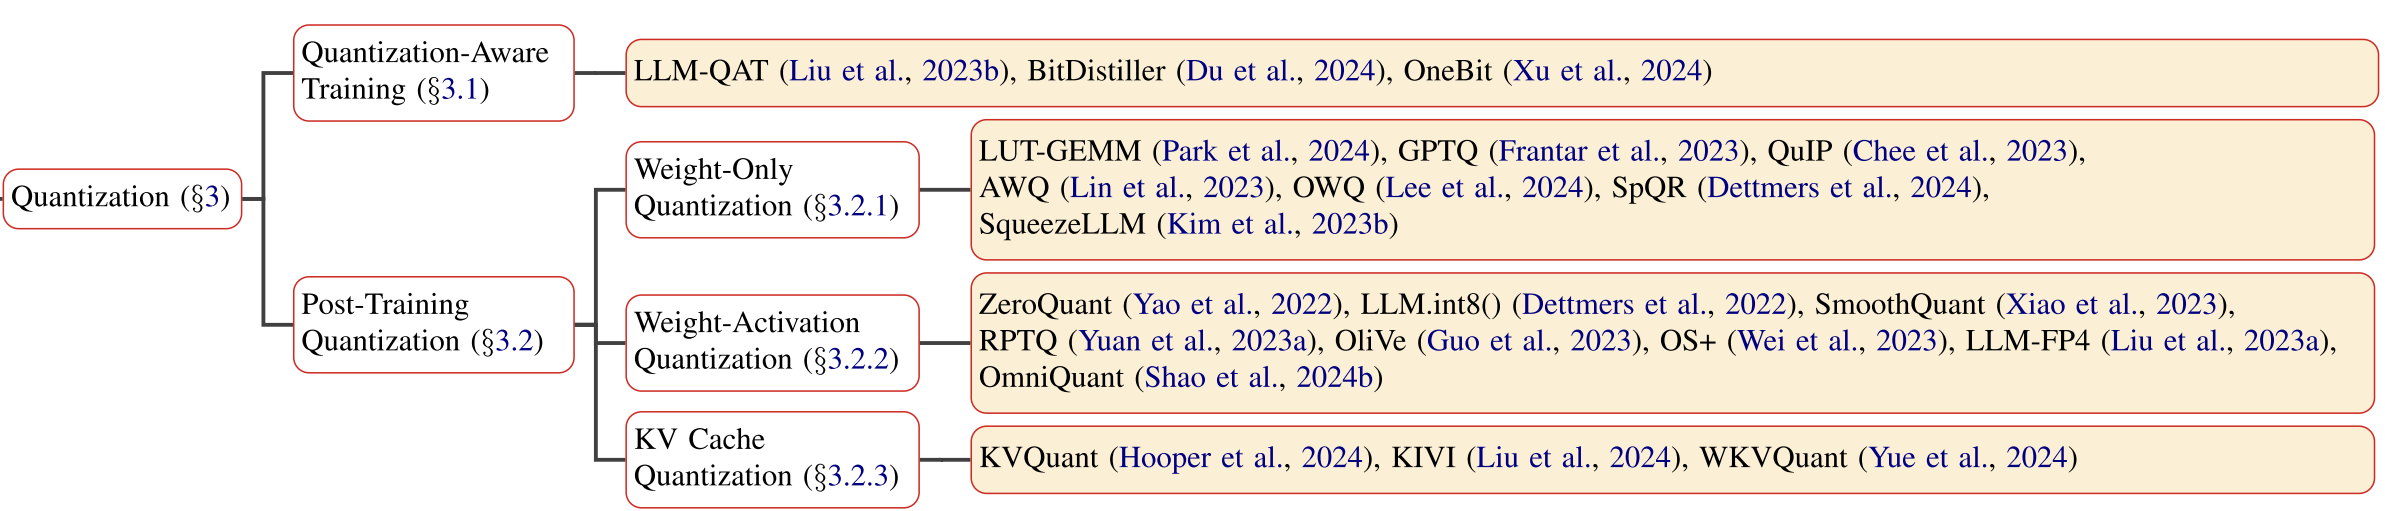 Quantization (§3)
Quantization-Aware
Training (§3.1)
LLM-QAT (Liu et al., 2023b), BitDistiller (Du et al., 2024), OneBit (Xu et al., 2024)
Post-Training
Quantization (§3.2)
Weight-Only
Quantization (§3.2.1)
LUT-GEMM (Park et al., 2024), GPTQ (Frantar et al., 2023), QuIP (Chee et al., 2023),
AWQ (Lin et al., 2023), OWQ (Lee et al., 2024), SpQR (Dettmers et al., 2024),
SqueezeLLM (Kim et al., 2023b)
Weight-Activation
Quantization (§3.2.2)
ZeroQuant (Yao et al., 2022), LLM.int8() (Dettmers et al., 2022), SmoothQuant (Xiao et al., 2023),
RPTQ (Yuan et al., 2023a), OliVe (Guo et al., 2023), OS+ (Wei et al., 2023), LLM-FP4 (Liu et al., 2023a),
OmniQuant (Shao et al., 2024b)
KV Cache
Quantization (§3.2.3)
KVQuant (Hooper et al., 2024), KIVI (Liu et al., 2024), WKVQuant (Yue et al., 2024)